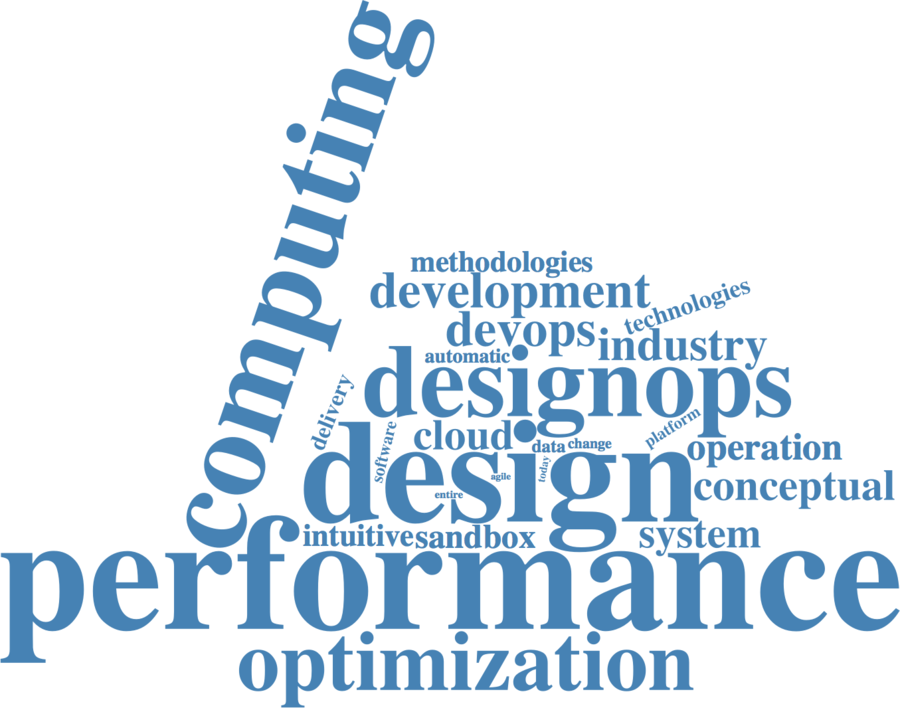 computing
methodologies
development
technologies
devops
industry
automatic
designops
delivery
software
cloud
data
change
platform
operation
design
agile
today
entire
conceptual
intuitive
sandbox
system
performance
optimization